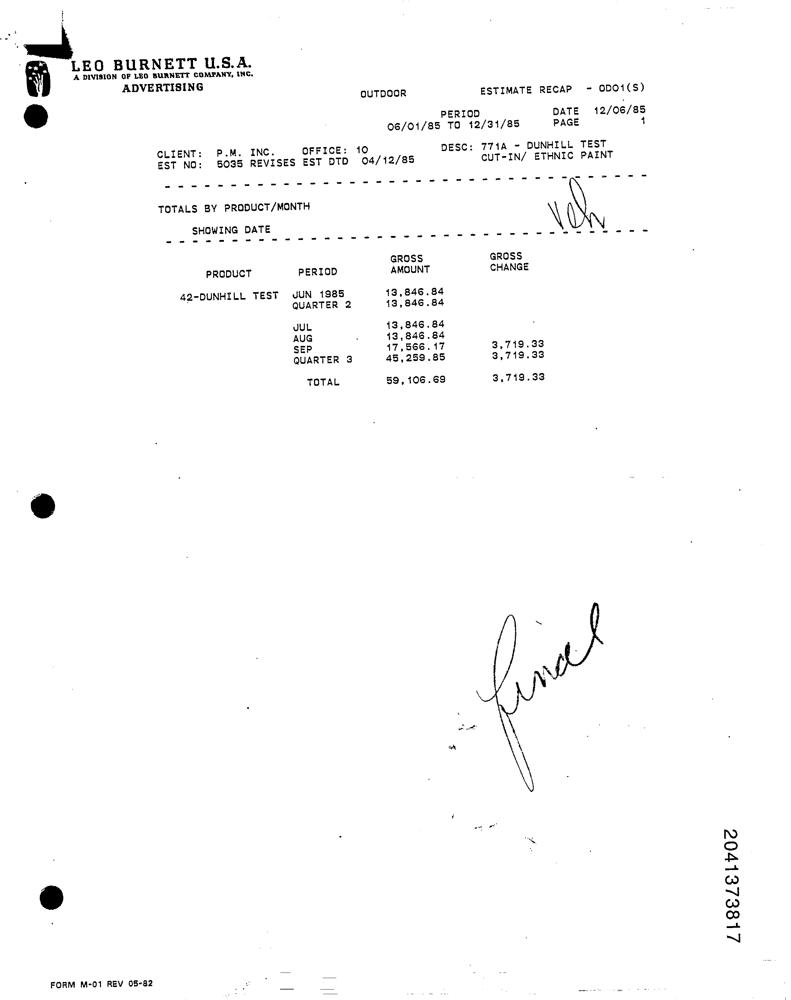 LEO BURNETT U.S.A.
A DIVISION OF LEO BURNETT COMPANY, INC.
ADVERTISING
OUTDOOR ESTIMATE RECAP - OD01(S)
PERIOD DATE 12/06/85
06/01/85 TO 12/31/85 PAGE 1
CLIENT: P.M. INC. OFFICE: 10 DESC: 771A - DUNHILL TEST
EST NO: 5035 REVISES EST DTD 04/12/85 CUT-IN/ ETHNIC PAINT
TOTALS BY PRODUCT/MONTH
SHOWING DATE
GROSS GROSS
PRODUCT PERIOD AMOUNT CHANGE
42-DUNHILL TEST JUN 1985 13,846.84
QUARTER 2 13,846.84
JUL 13,846.84
AUG 13,846.84
SEP 17,566.17 3,719.33
QUARTER 3 45,259.85 3,719.33
TOTAL 59,106.69 3,719.33
final
2041373817
FORM M-01 REV 05-82